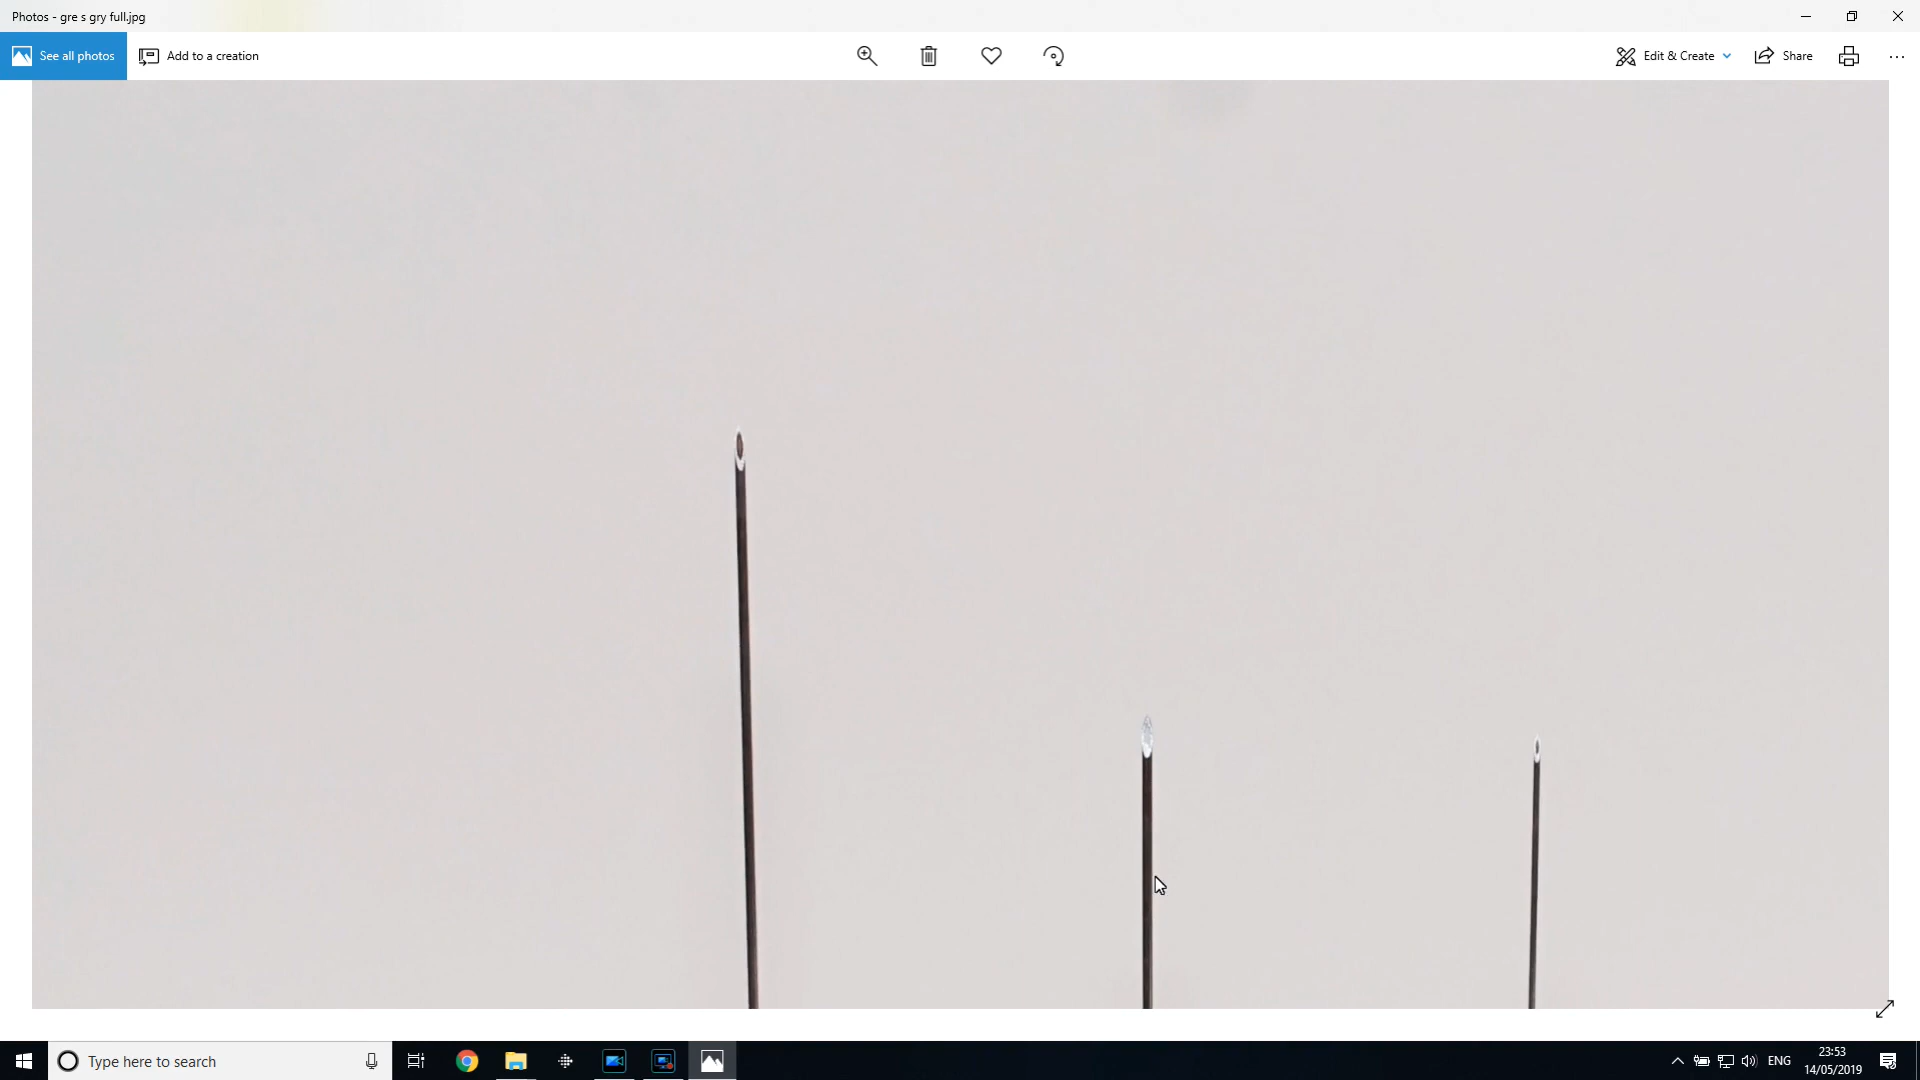 Photos - gre s gry full.jpg
See all photos
Add to a creation
Edit & Create
Share
Type here to search
ENG
23:53
14/05/2019